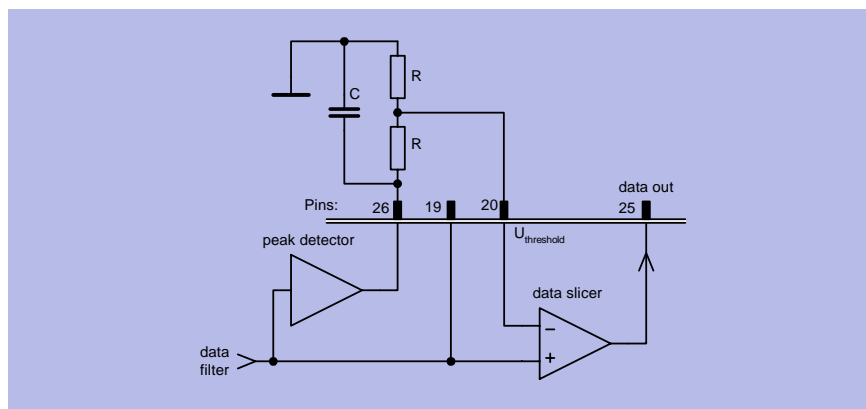 R
C
R
data out
Pins:
26
19
20
25
U threshold
peak detector
data slicer
−
data
filter
+